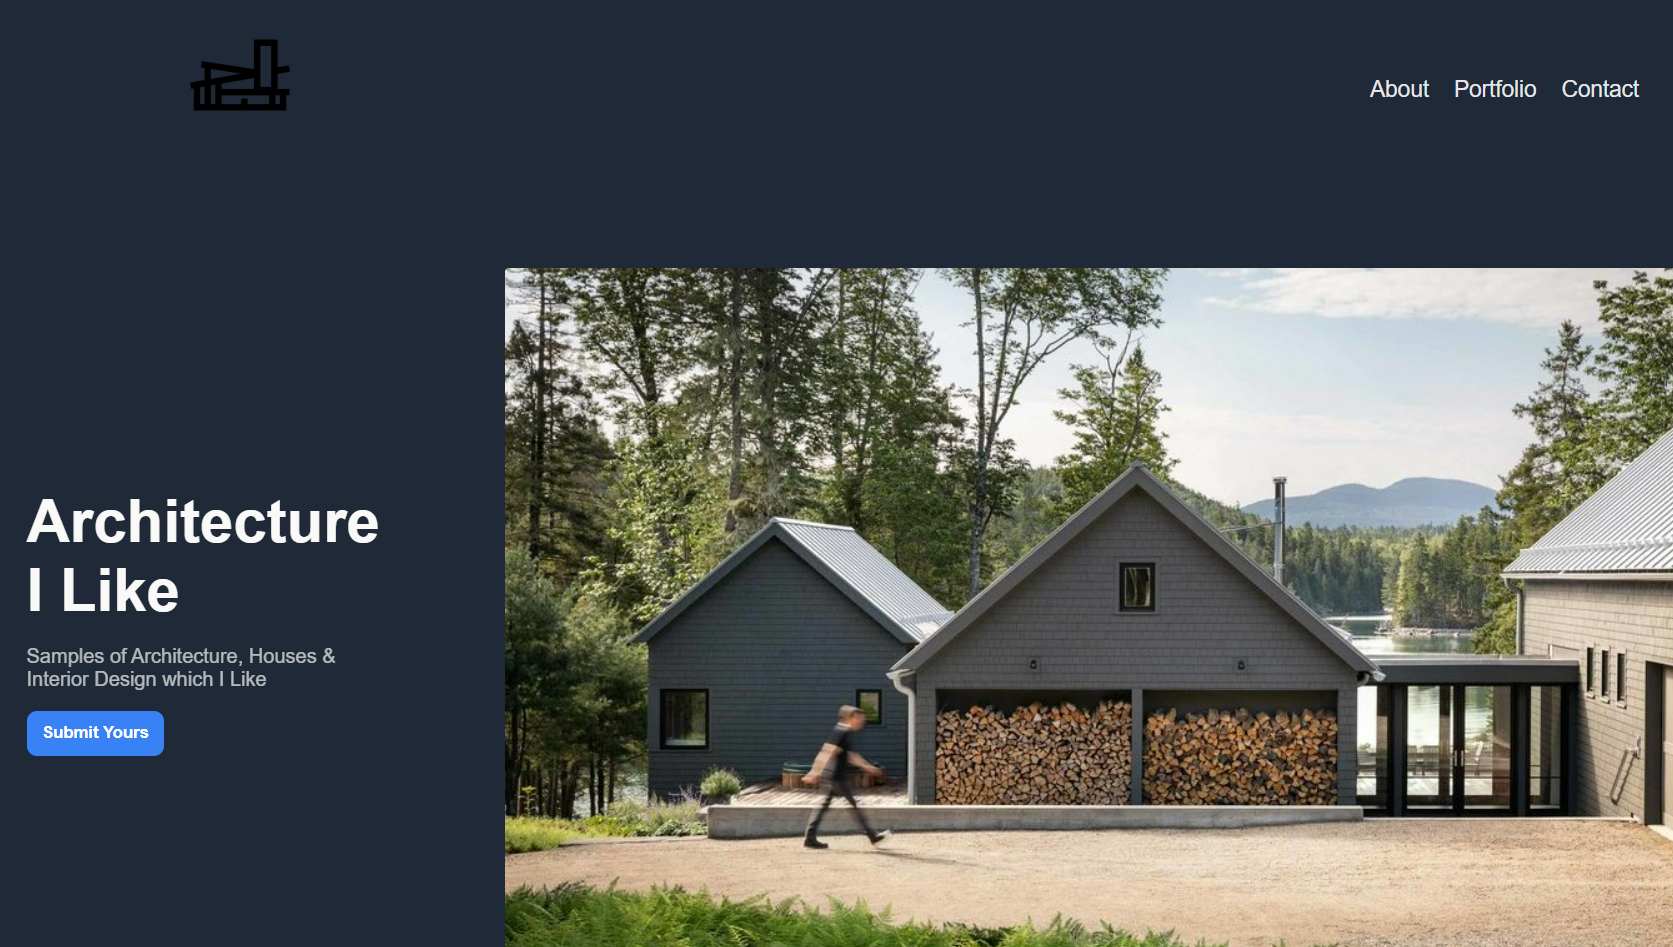 About Portfolio Contact
Architecture
I Like
Samples of Architecture, Houses &
Interior Design which I Like
Submit Yours